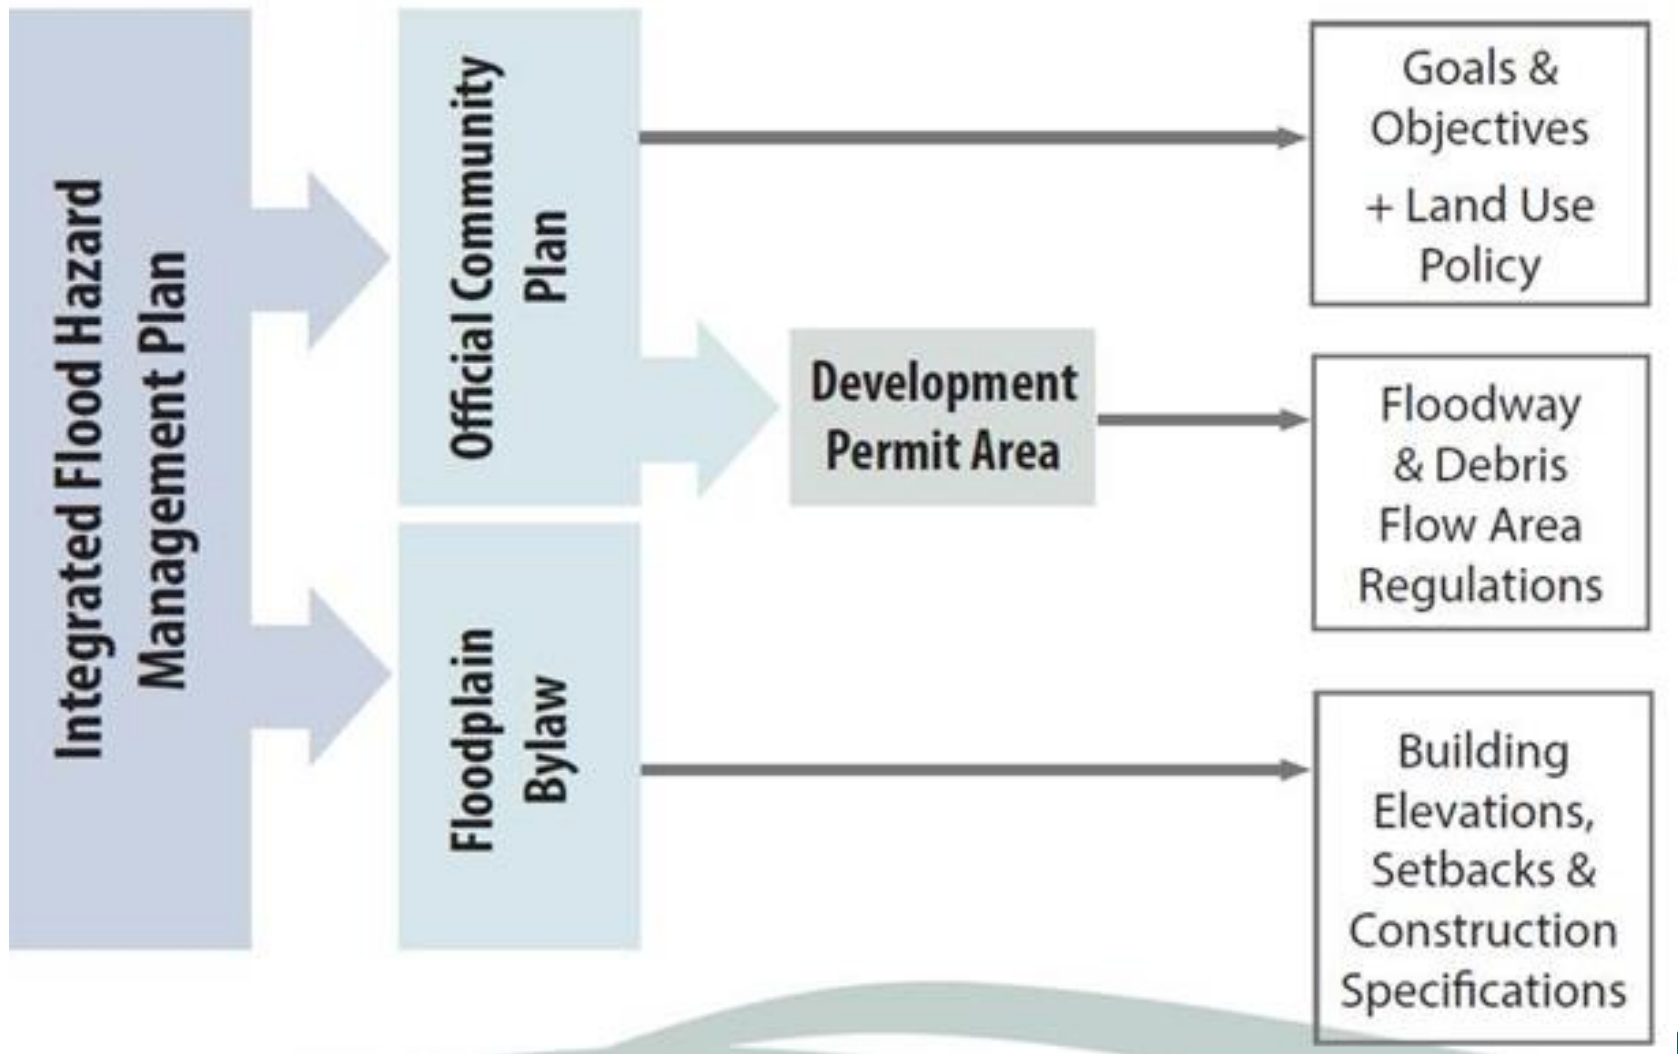 Integrated Flood Hazard
Management Plan
Official Community
Plan
Floodplain
Bylaw
Development
Permit Area
Goals &
Objectives
+ Land Use
Policy
Floodway
& Debris
Flow Area
Regulations
Building
Elevations,
Setbacks &
Construction
Specifications